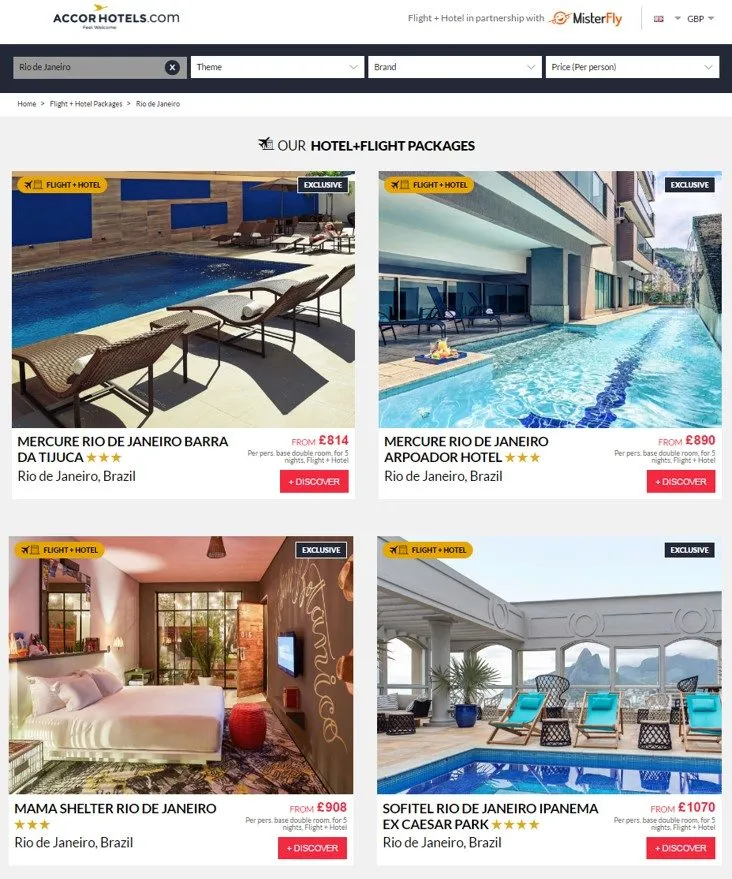 ACCORHOTELS.com
Feel Welcome
Flight + Hotel in partnership with MisterFly
GBP
Rio de Janeiro x Theme Brand Price (Per person)
Home > Flight + Hotel Packages > Rio de Janeiro
OUR HOTEL+FLIGHT PACKAGES
FLIGHT + HOTEL
EXCLUSIVE
FLIGHT + HOTEL
EXCLUSIVE
MERCURE RIO DE JANEIRO BARRA
DA TIJUCA
Rio de Janeiro, Brazil
FROM £814
Per pers. base double room, for 5
nights, Flight + Hotel
+ DISCOVER
MERCURE RIO DE JANEIRO
ARPOADOR HOTEL
Rio de Janeiro, Brazil
FROM £890
Per pers. base double room, for 5
nights, Flight + Hotel
+ DISCOVER
FLIGHT + HOTEL
EXCLUSIVE
FLIGHT + HOTEL
EXCLUSIVE
MAMA SHELTER RIO DE JANEIRO
Rio de Janeiro, Brazil
FROM £908
Per pers. base double room, for 5
nights, Flight + Hotel
+ DISCOVER
SOFITEL RIO DE JANEIRO IPANEMA
EX CAESAR PARK
Rio de Janeiro, Brazil
FROM £1070
Per pers. base double room, for 5
nights, Flight + Hotel
+ DISCOVER